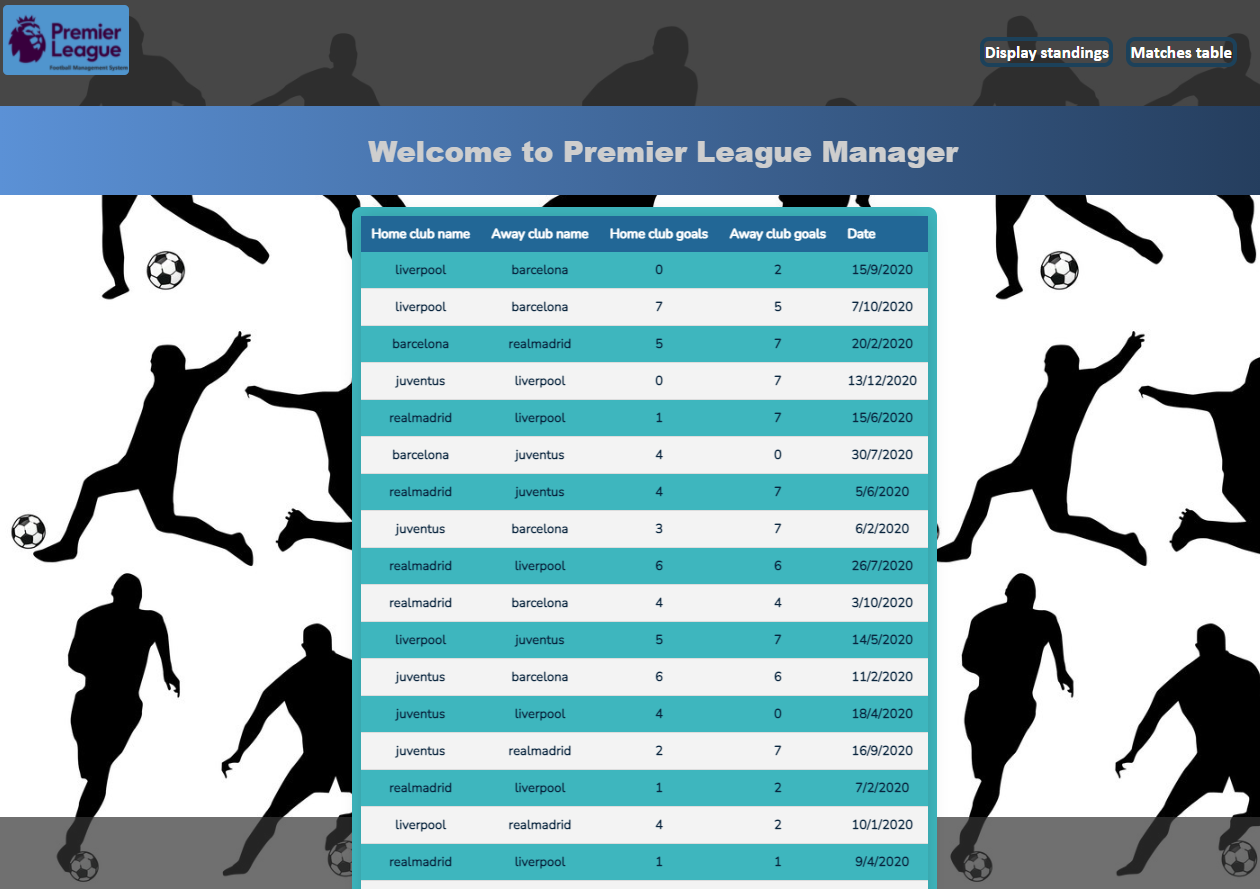 Premier
League
Football Management System
Display standings Matches table
Welcome to Premier League Manager
Home club name Away club name Home club goals Away club goals Date
liverpool barcelona 0 2 15/9/2020
liverpool barcelona 7 5 7/10/2020
barcelona realmadrid 5 7 20/2/2020
juventus liverpool 0 7 13/12/2020
realmadrid liverpool 1 7 15/6/2020
barcelona juventus 4 0 30/7/2020
realmadrid juventus 4 7 5/6/2020
juventus barcelona 3 7 6/2/2020
realmadrid liverpool 6 6 26/7/2020
realmadrid barcelona 4 4 3/10/2020
liverpool juventus 5 7 14/5/2020
juventus barcelona 6 6 11/2/2020
juventus liverpool 4 0 18/4/2020
juventus realmadrid 2 7 16/9/2020
realmadrid liverpool 1 2 7/2/2020
liverpool realmadrid 4 2 10/1/2020
realmadrid liverpool 1 1 9/4/2020